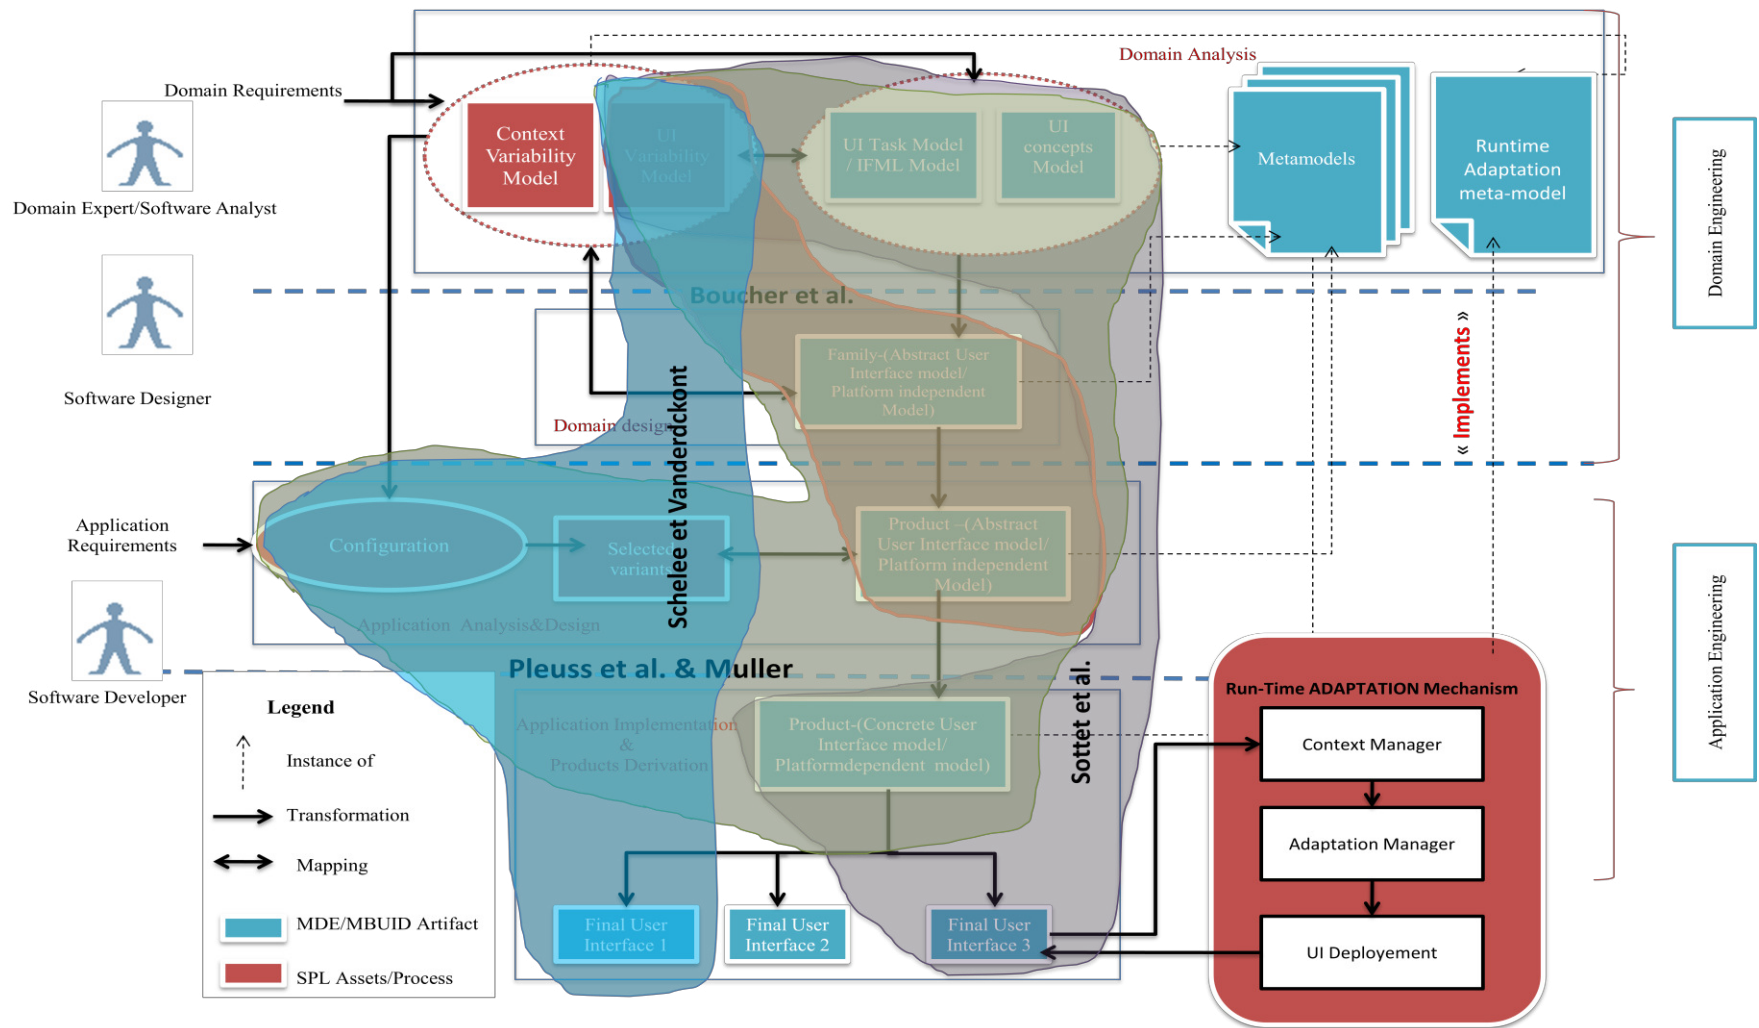 Domain Analysis
Domain Requirements
Context
Variability
Model
UI
Variability
Model
UI Task Model
/ IFML Model
UI
concepts
Model
Metamodels
Runtime
Adaptation
meta-model
Domain Engineering
Domain Expert/Software Analyst
Boucher et al.
Family-(Abstract User
Interface model/
Platform independent
Model)
Software Designer
Domain design
« Implements »
Schelee et Vanderdckont
Application
Requirements
Configuration
Selected
variants
Product –(Abstract
User Interface model/
Platform independent
Model)
Application Analysis&Design
Application Engineering
Software Developer
Pleuss et al. & Muller
Sottet et al.
Application Implementation
&
Products Derivation
Product-(Concrete User
Interface model/
Platformdependent model)
Run-Time ADAPTATION Mechanism
Context Manager
Adaptation Manager
UI Deployement
Final User
Interface 1
Final User
Interface 2
Final User
Interface 3
Legend
Instance of
Transformation
Mapping
MDE/MBUID Artifact
SPL Assets/Process